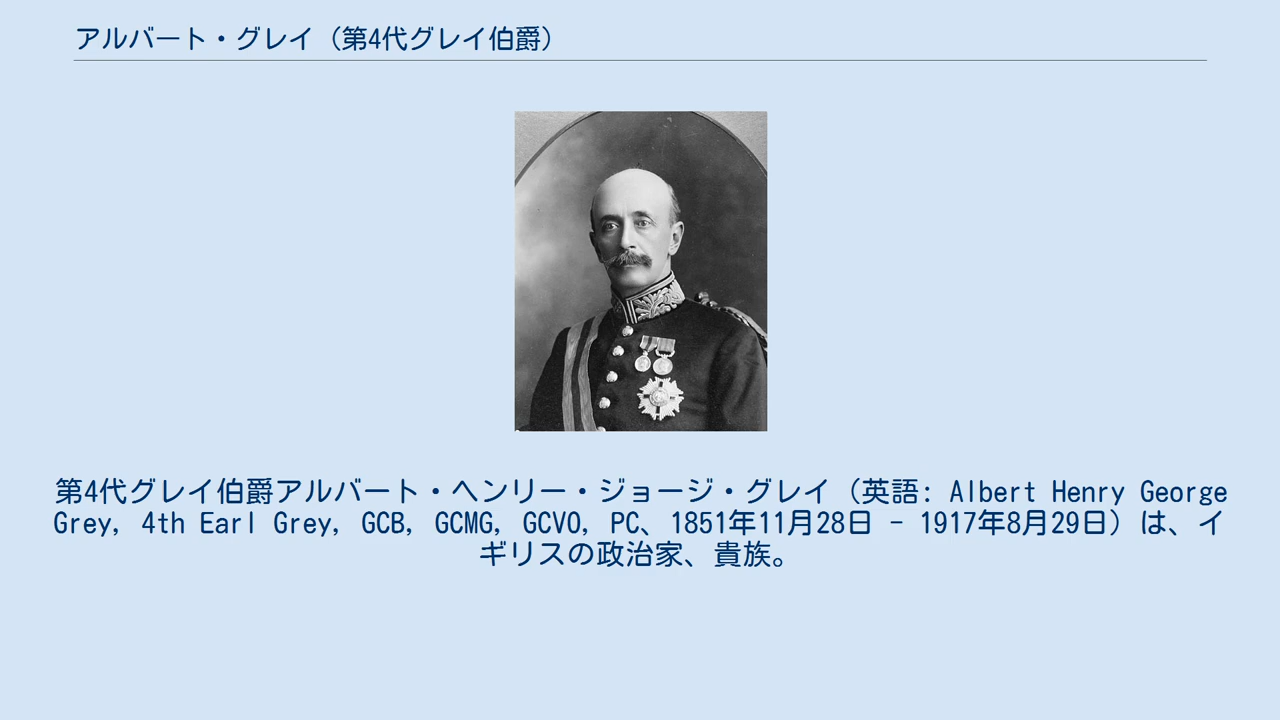 アルバート・グレイ（第4代グレイ伯爵）
第4代グレイ伯爵アルバート・ヘンリー・ジョージ・グレイ（英語: Albert Henry George
Grey, 4th Earl Grey, GCB, GCMG, GCVO, PC、1851年11月28日 - 1917年8月29日）は、イ
ギリスの政治家、貴族。